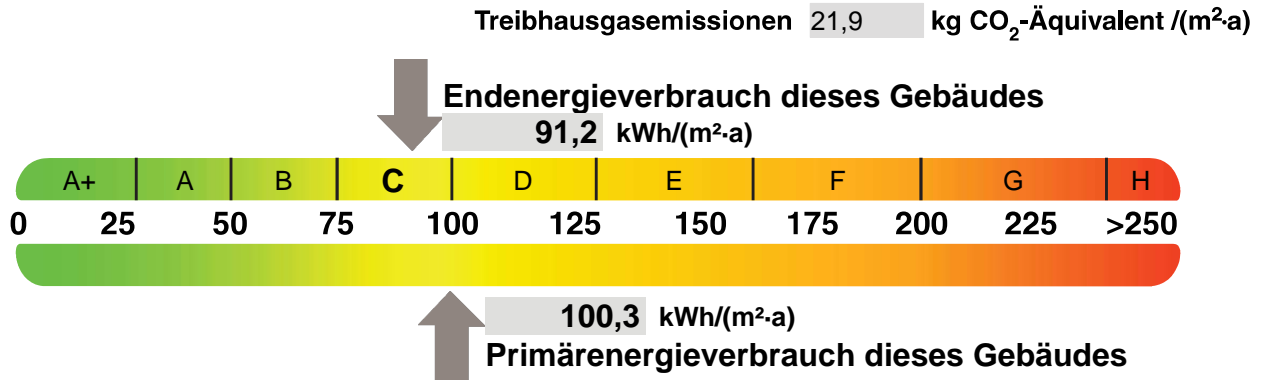 Treibhausgasemissionen 21,9 kg CO₂-Äquivalent /(m²·a)
Endenergieverbrauch dieses Gebäudes
91,2 kWh/(m²·a)
A+ A B C D E F G H
0 25 50 75 100 125 150 175 200 225 >250
100,3 kWh/(m²·a)
Primärenergieverbrauch dieses Gebäudes